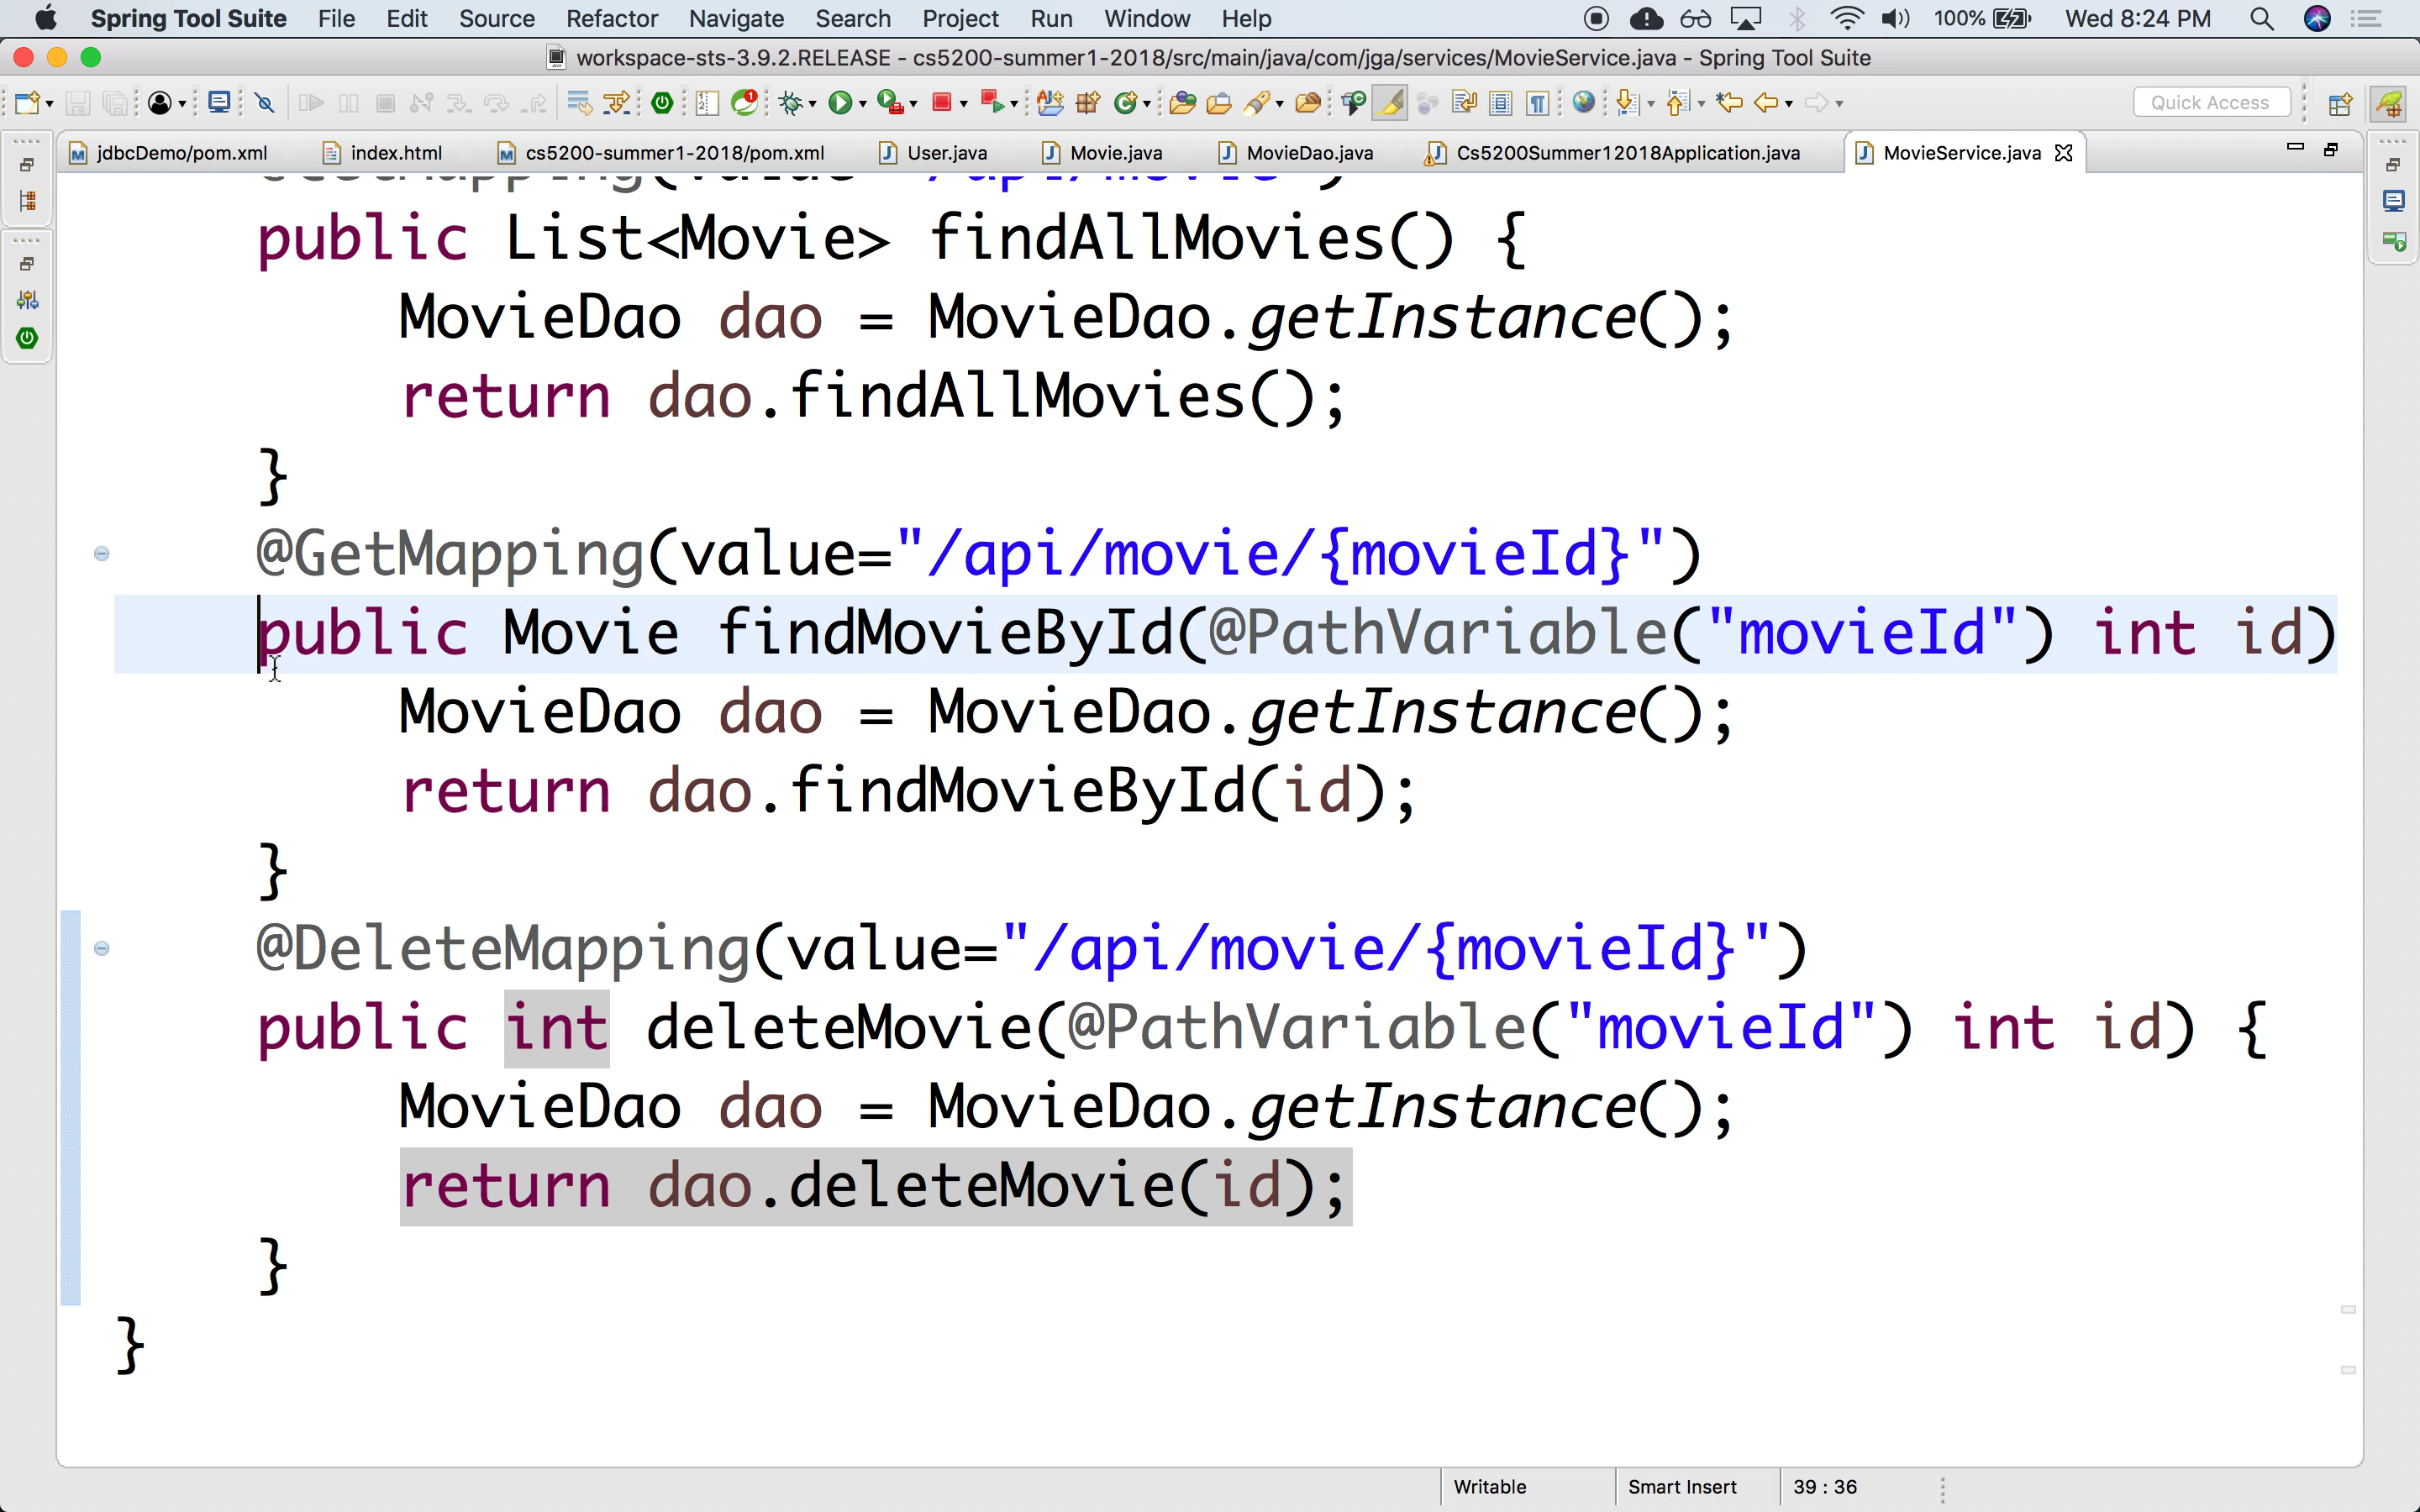 Spring Tool Suite File Edit Source Refactor Navigate Search Project Run Window Help 100% Wed 8:24 PM
workspace-sts-3.9.2.RELEASE - cs5200-summer1-2018/src/main/java/com/jga/services/MovieService.java - Spring Tool Suite
Quick Access
jdbcDemo/pom.xml index.html cs5200-summer1-2018/pom.xml User.java Movie.java MovieDao.java Cs5200Summer12018Application.java MovieService.java
public List<Movie> findAllMovies() {
MovieDao dao = MovieDao.getInstance();
return dao.findAllMovies();
}
@GetMapping(value="/api/movie/{movieId}")
public Movie findMovieById(@PathVariable("movieId") int id)
MovieDao dao = MovieDao.getInstance();
return dao.findMovieById(id);
}
@DeleteMapping(value="/api/movie/{movieId}")
public int deleteMovie(@PathVariable("movieId") int id) {
MovieDao dao = MovieDao.getInstance();
return dao.deleteMovie(id);
}
}
Writable Smart Insert 39 : 36